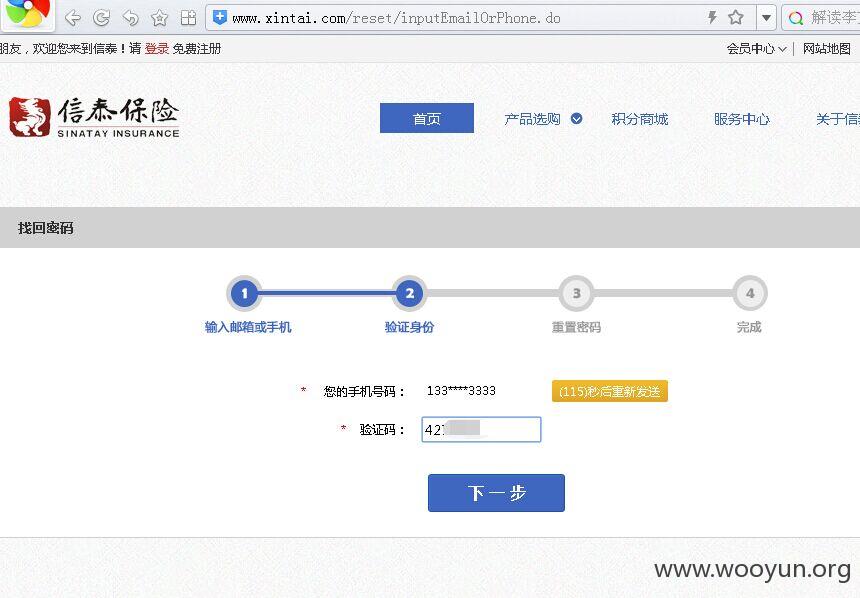 www.xintai.com/reset/inputEmailOrPhone.do
解读李
朋友，欢迎您来到信泰！请 登录 免费注册
会员中心
网站地图
信泰保险
SINATAY INSURANCE
首页
产品选购
积分商城
服务中心
关于信
找回密码
1
2
3
4
输入邮箱或手机
验证身份
重置密码
完成
* 您的手机号码：
133****3333
(115)秒后重新发送
* 验证码：
42
下一步
www.wooyun.org